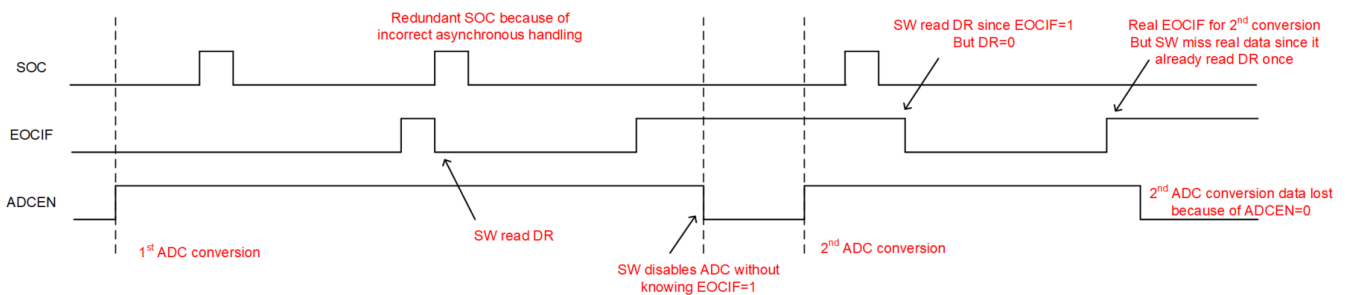 Redundant SOC because of
incorrect asynchronous handling
SW read DR since EOCIF=1
But DR=0
Real EOCIF for 2nd conversion
But SW miss real data since it
already read DR once
SOC
EOCIF
ADCEN
2nd ADC conversion data lost
because of ADCEN=0
SW read DR
1st ADC conversion
2nd ADC conversion
SW disables ADC without
knowing EOCIF=1